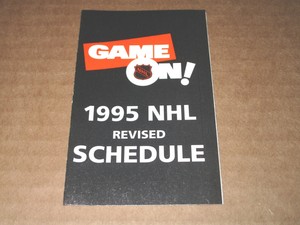 GAME
ON!
1995 NHL
REVISED
SCHEDULE